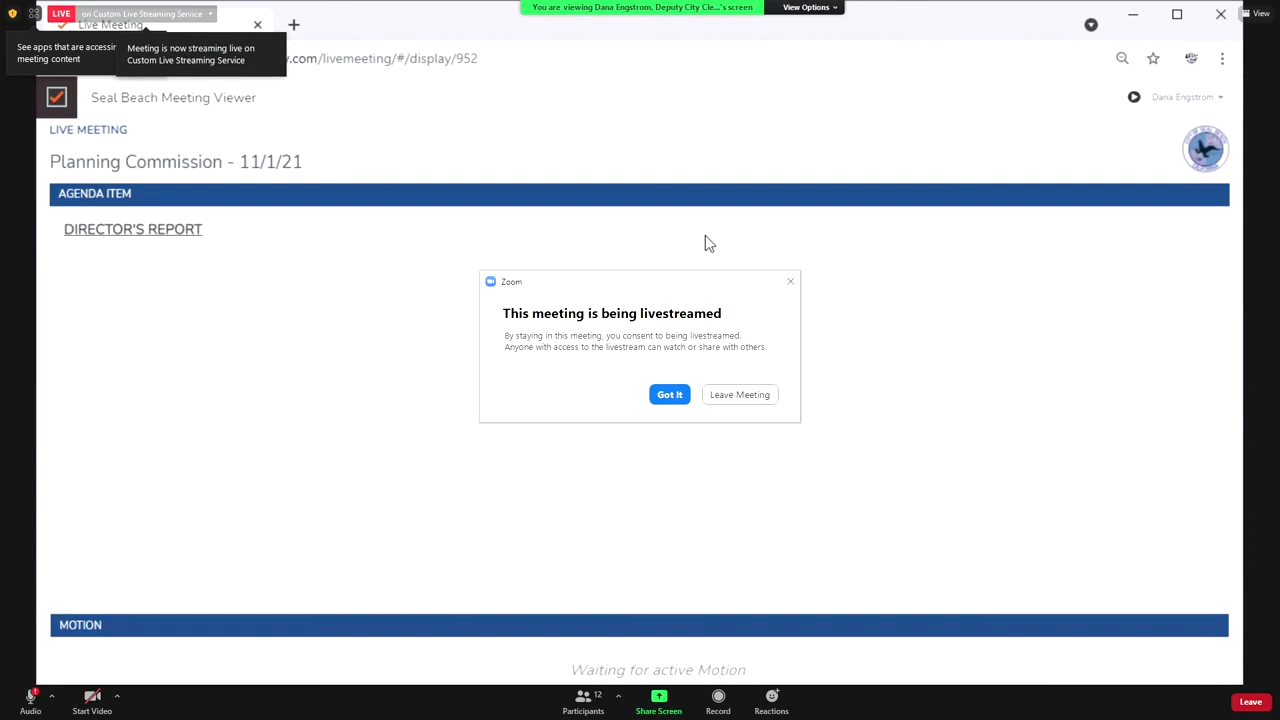 LIVE on Custom Live Streaming Service
You are viewing Dana Engstrom, Deputy City Cle...'s screen
View Options
View
Live Meeting
See apps that are accessin
meeting content
Meeting is now streaming live on
Custom Live Streaming Service
.com/livemeeting/#/display/952
Seal Beach Meeting Viewer
Dana Engstrom
LIVE MEETING
Planning Commission - 11/1/21
AGENDA ITEM
DIRECTOR'S REPORT
Zoom
This meeting is being livestreamed
By staying in this meeting, you consent to being livestreamed.
Anyone with access to the livestream can watch or share with others.
Got It
Leave Meeting
MOTION
Waiting for active Motion
Audio
Start Video
12
Participants
Share Screen
Record
Reactions
Leave